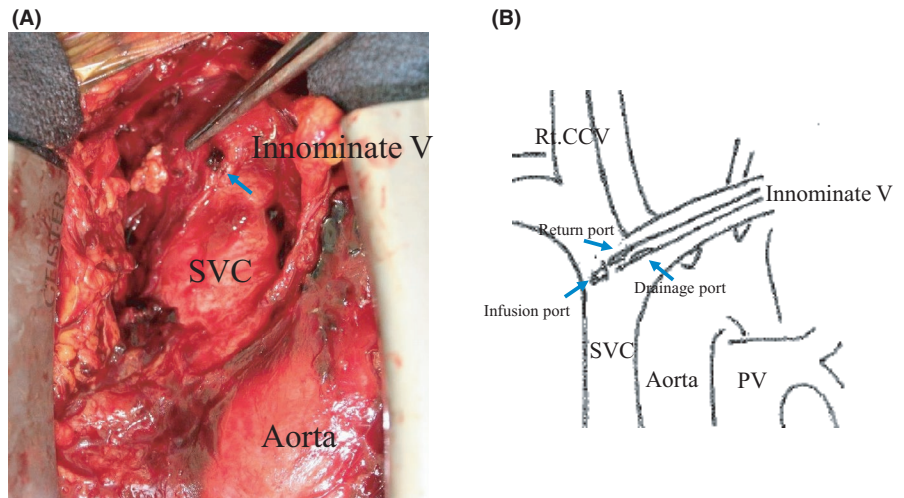 (A)
Innominate V
SVC
Aorta
(B)
Rt.CCV
Innominate V
Return port
Drainage port
Infusion port
SVC
Aorta
PV